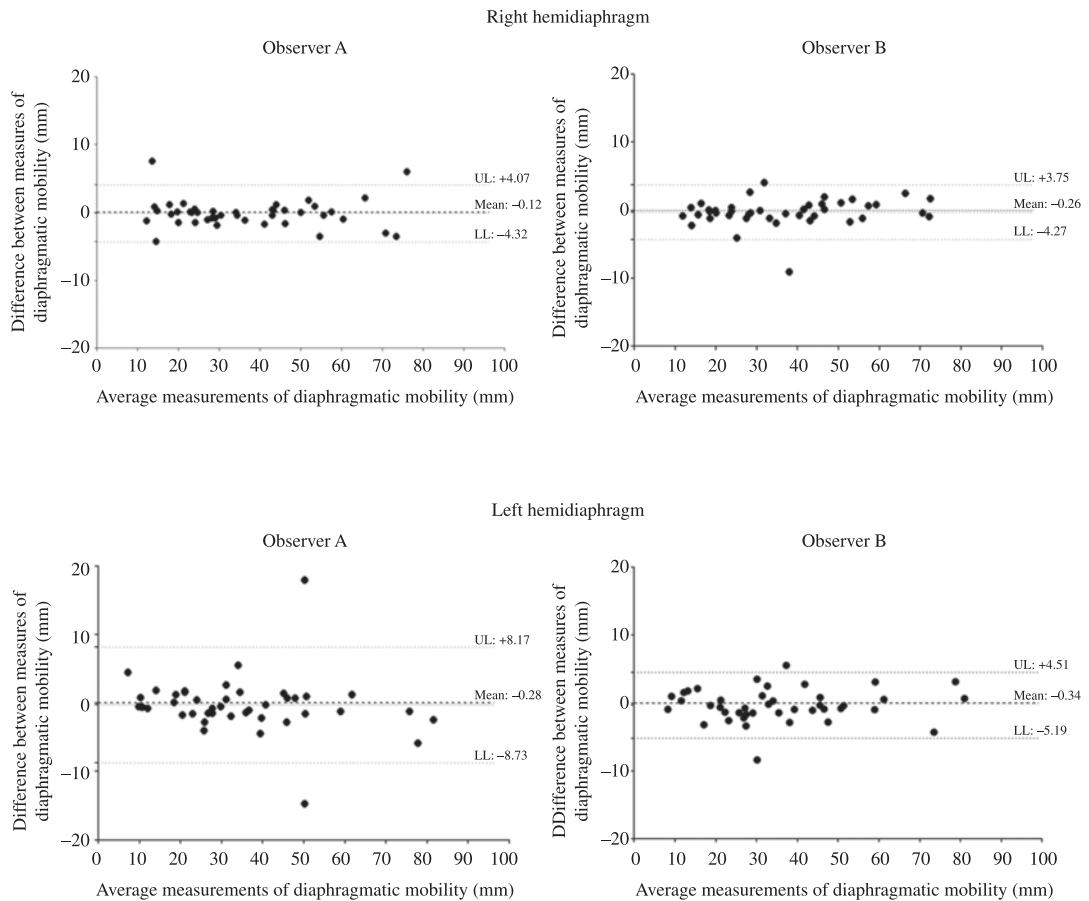 Right hemidiaphragm
Observer A
Difference between measures of
diaphragmatic mobility (mm)
20
10
0
–10
–20
UL: +4.07
Mean: –0.12
LL: –4.32
0 10 20 30 40 50 60 70 80 90 100
Average measurements of diaphragmatic mobility (mm)
Observer B
Difference between measures of
diaphragmatic mobility (mm)
20
10
0
–10
–20
UL: +3.75
Mean: –0.26
LL: –4.27
0 10 20 30 40 50 60 70 80 90 100
Average measurements of diaphragmatic mobility (mm)
Left hemidiaphragm
Observer A
Difference between measures of
diaphragmatic mobility (mm)
20
10
0
–10
–20
UL: +8.17
Mean: –0.28
LL: –8.73
0 10 20 30 40 50 60 70 80 90 100
Average measurements of diaphragmatic mobility (mm)
Observer B
DDifference between measures of
diaphragmatic mobility (mm)
20
10
0
–10
–20
UL: +4.51
Mean: –0.34
LL: –5.19
0 10 20 30 40 50 60 70 80 90 100
Average measurements of diaphragmatic mobility (mm)